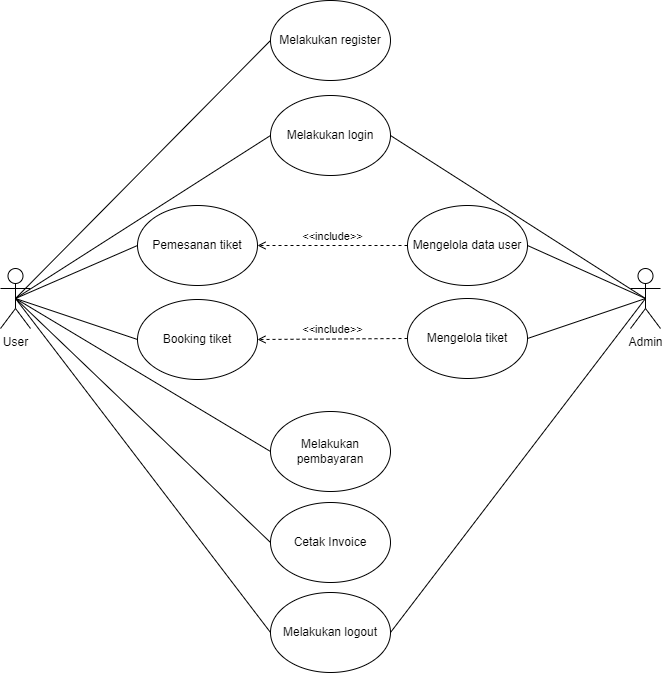 Melakukan register
Melakukan login
Pemesanan tiket
<<include>>
Mengelola data user
User
Booking tiket
<<include>>
Mengelola tiket
Admin
Melakukan
pembayaran
Cetak Invoice
Melakukan logout